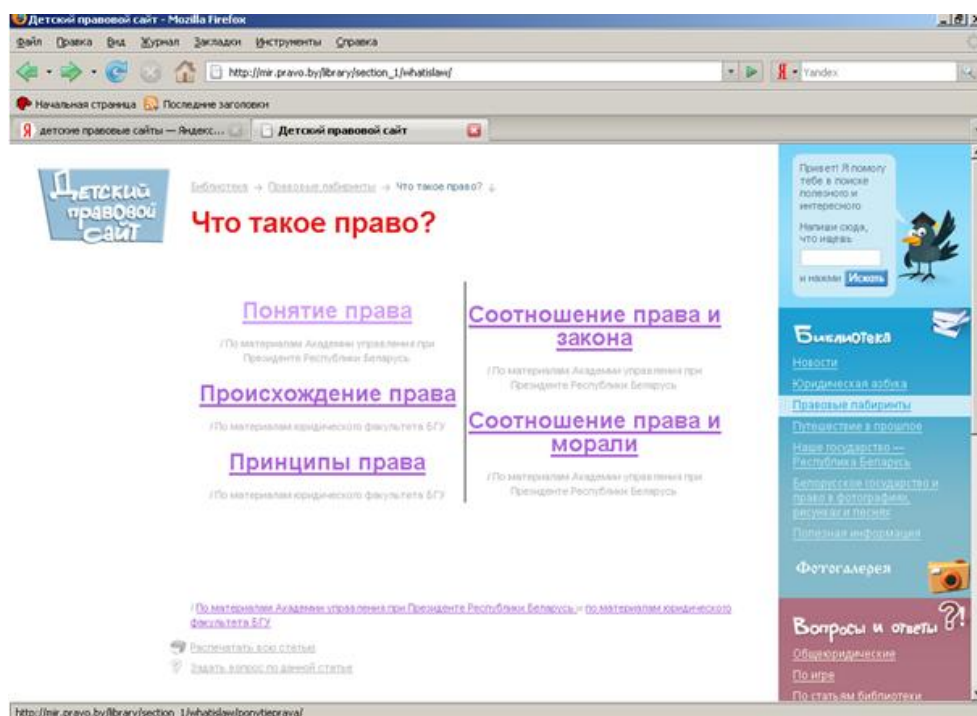 Детский правовой сайт - Mozilla Firefox
Файл Правка Вид Журнал Закладки Инструменты Справка
http://mir.pravo.by/library/section_1/whatislaw/
Я Yandex
Начальная страница Последние заголовки
Я детские правовые сайты — Яндекс... Детский правовой сайт
Детский
правовой
сайт
Библиотека → Правовые лабиринты → Что такое право? ↓
Что такое право?
Понятие права
/ По материалам Академии управления при
Президенте Республики Беларусь
Происхождение права
/ По материалам юридического факультета БГУ
Принципы права
/ По материалам юридического факультета БГУ
Соотношение права и
закона
/ По материалам Академии управления при
Президенте Республики Беларусь
Соотношение права и
морали
/ По материалам Академии управления при
Президенте Республики Беларусь
/ По материалам Академии управления при Президенте Республики Беларусь и по материалам юридического
факультета БГУ
Распечатать всю статью
Задать вопрос по данной статье
Привет! Я помогу
тебе в поиске
полезного и
интересного
Напиши сюда,
что ищешь
и нажми Искать
Библиотека
Новости
Юридическая азбука
Правовые лабиринты
Путешествие в прошлое
Наше государство —
Республика Беларусь
Белорусское государство и
право в фотографиях,
рисунках и песнях
Полезная информация
Фотогалерея
Вопросы и ответы ?!
Общеюридические
По игре
По статьям библиотеки
http://mir.pravo.by/library/section_1/whatislaw/ponytieprava/